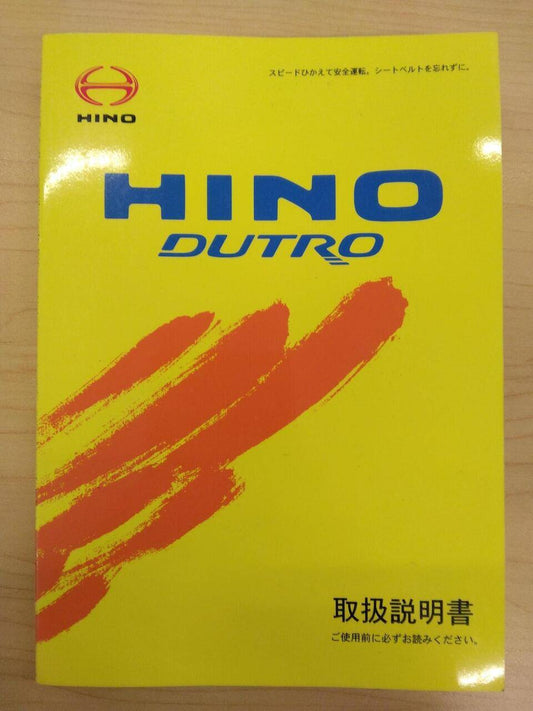 スピードひかえて安全運転。シートベルトを忘れずに。
HINO
HINO
DUTRO
取扱説明書
ご使用前に必ずお読みください。